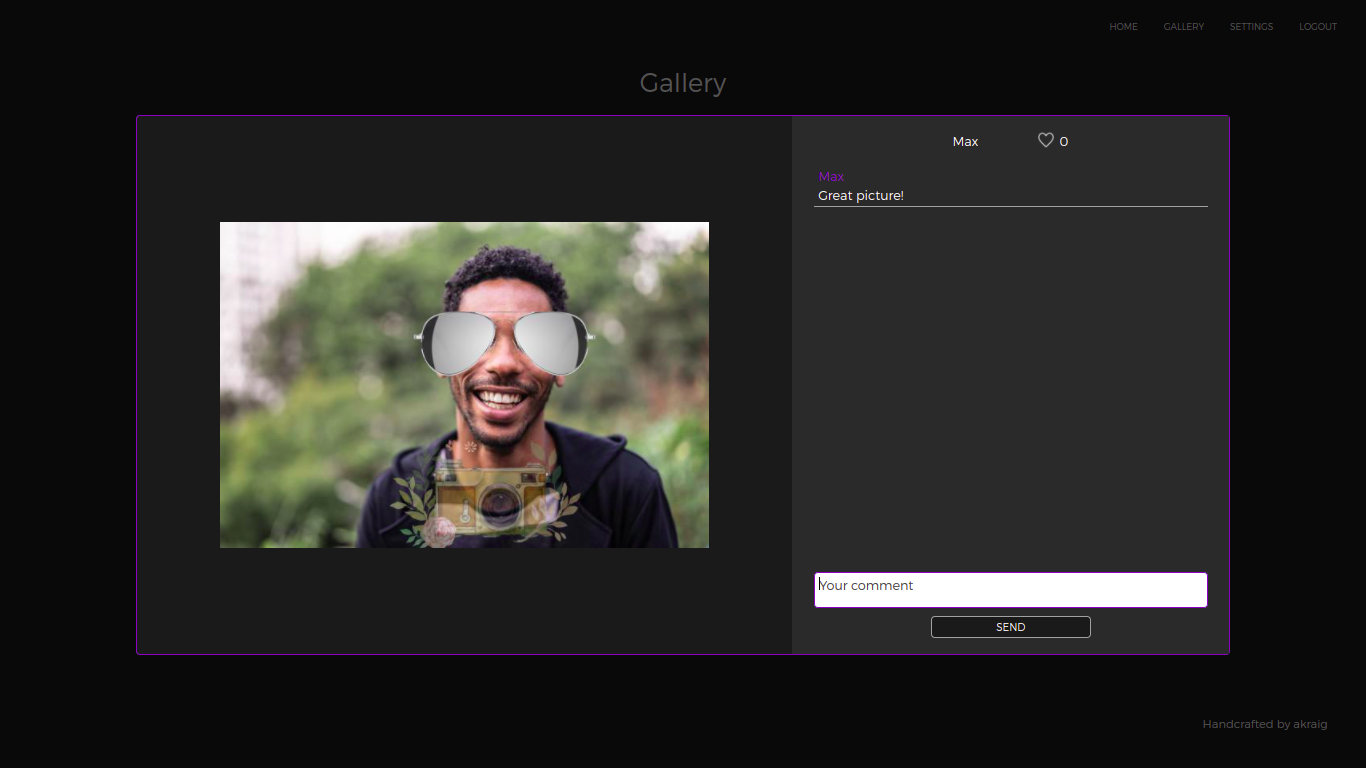 HOME GALLERY SETTINGS LOGOUT
Gallery
Max 0
Max
Great picture!
Your comment
SEND
Handcrafted by akraig